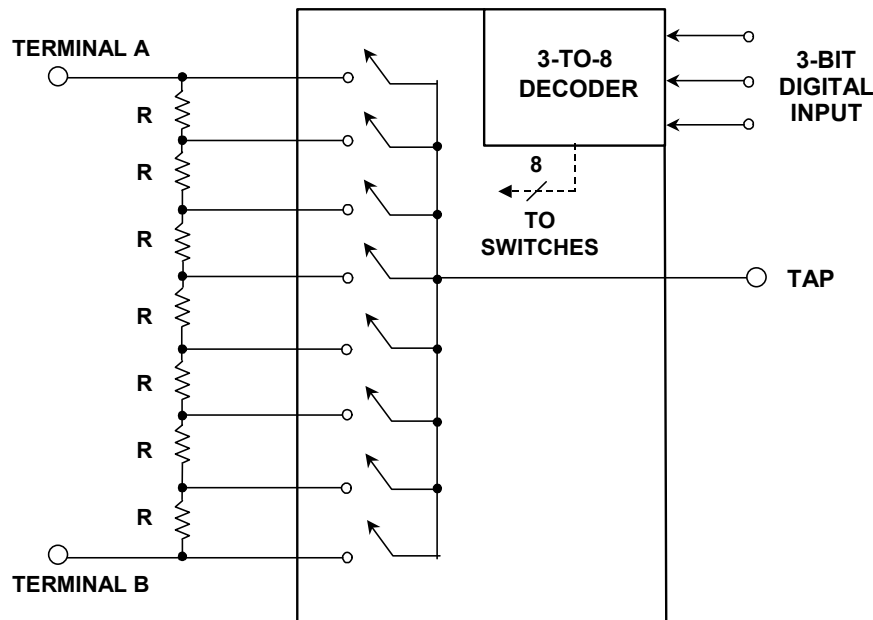 TERMINAL A
R
R
R
R
R
R
R
TERMINAL B
3-TO-8
DECODER
3-BIT
DIGITAL
INPUT
8
TO
SWITCHES
TAP